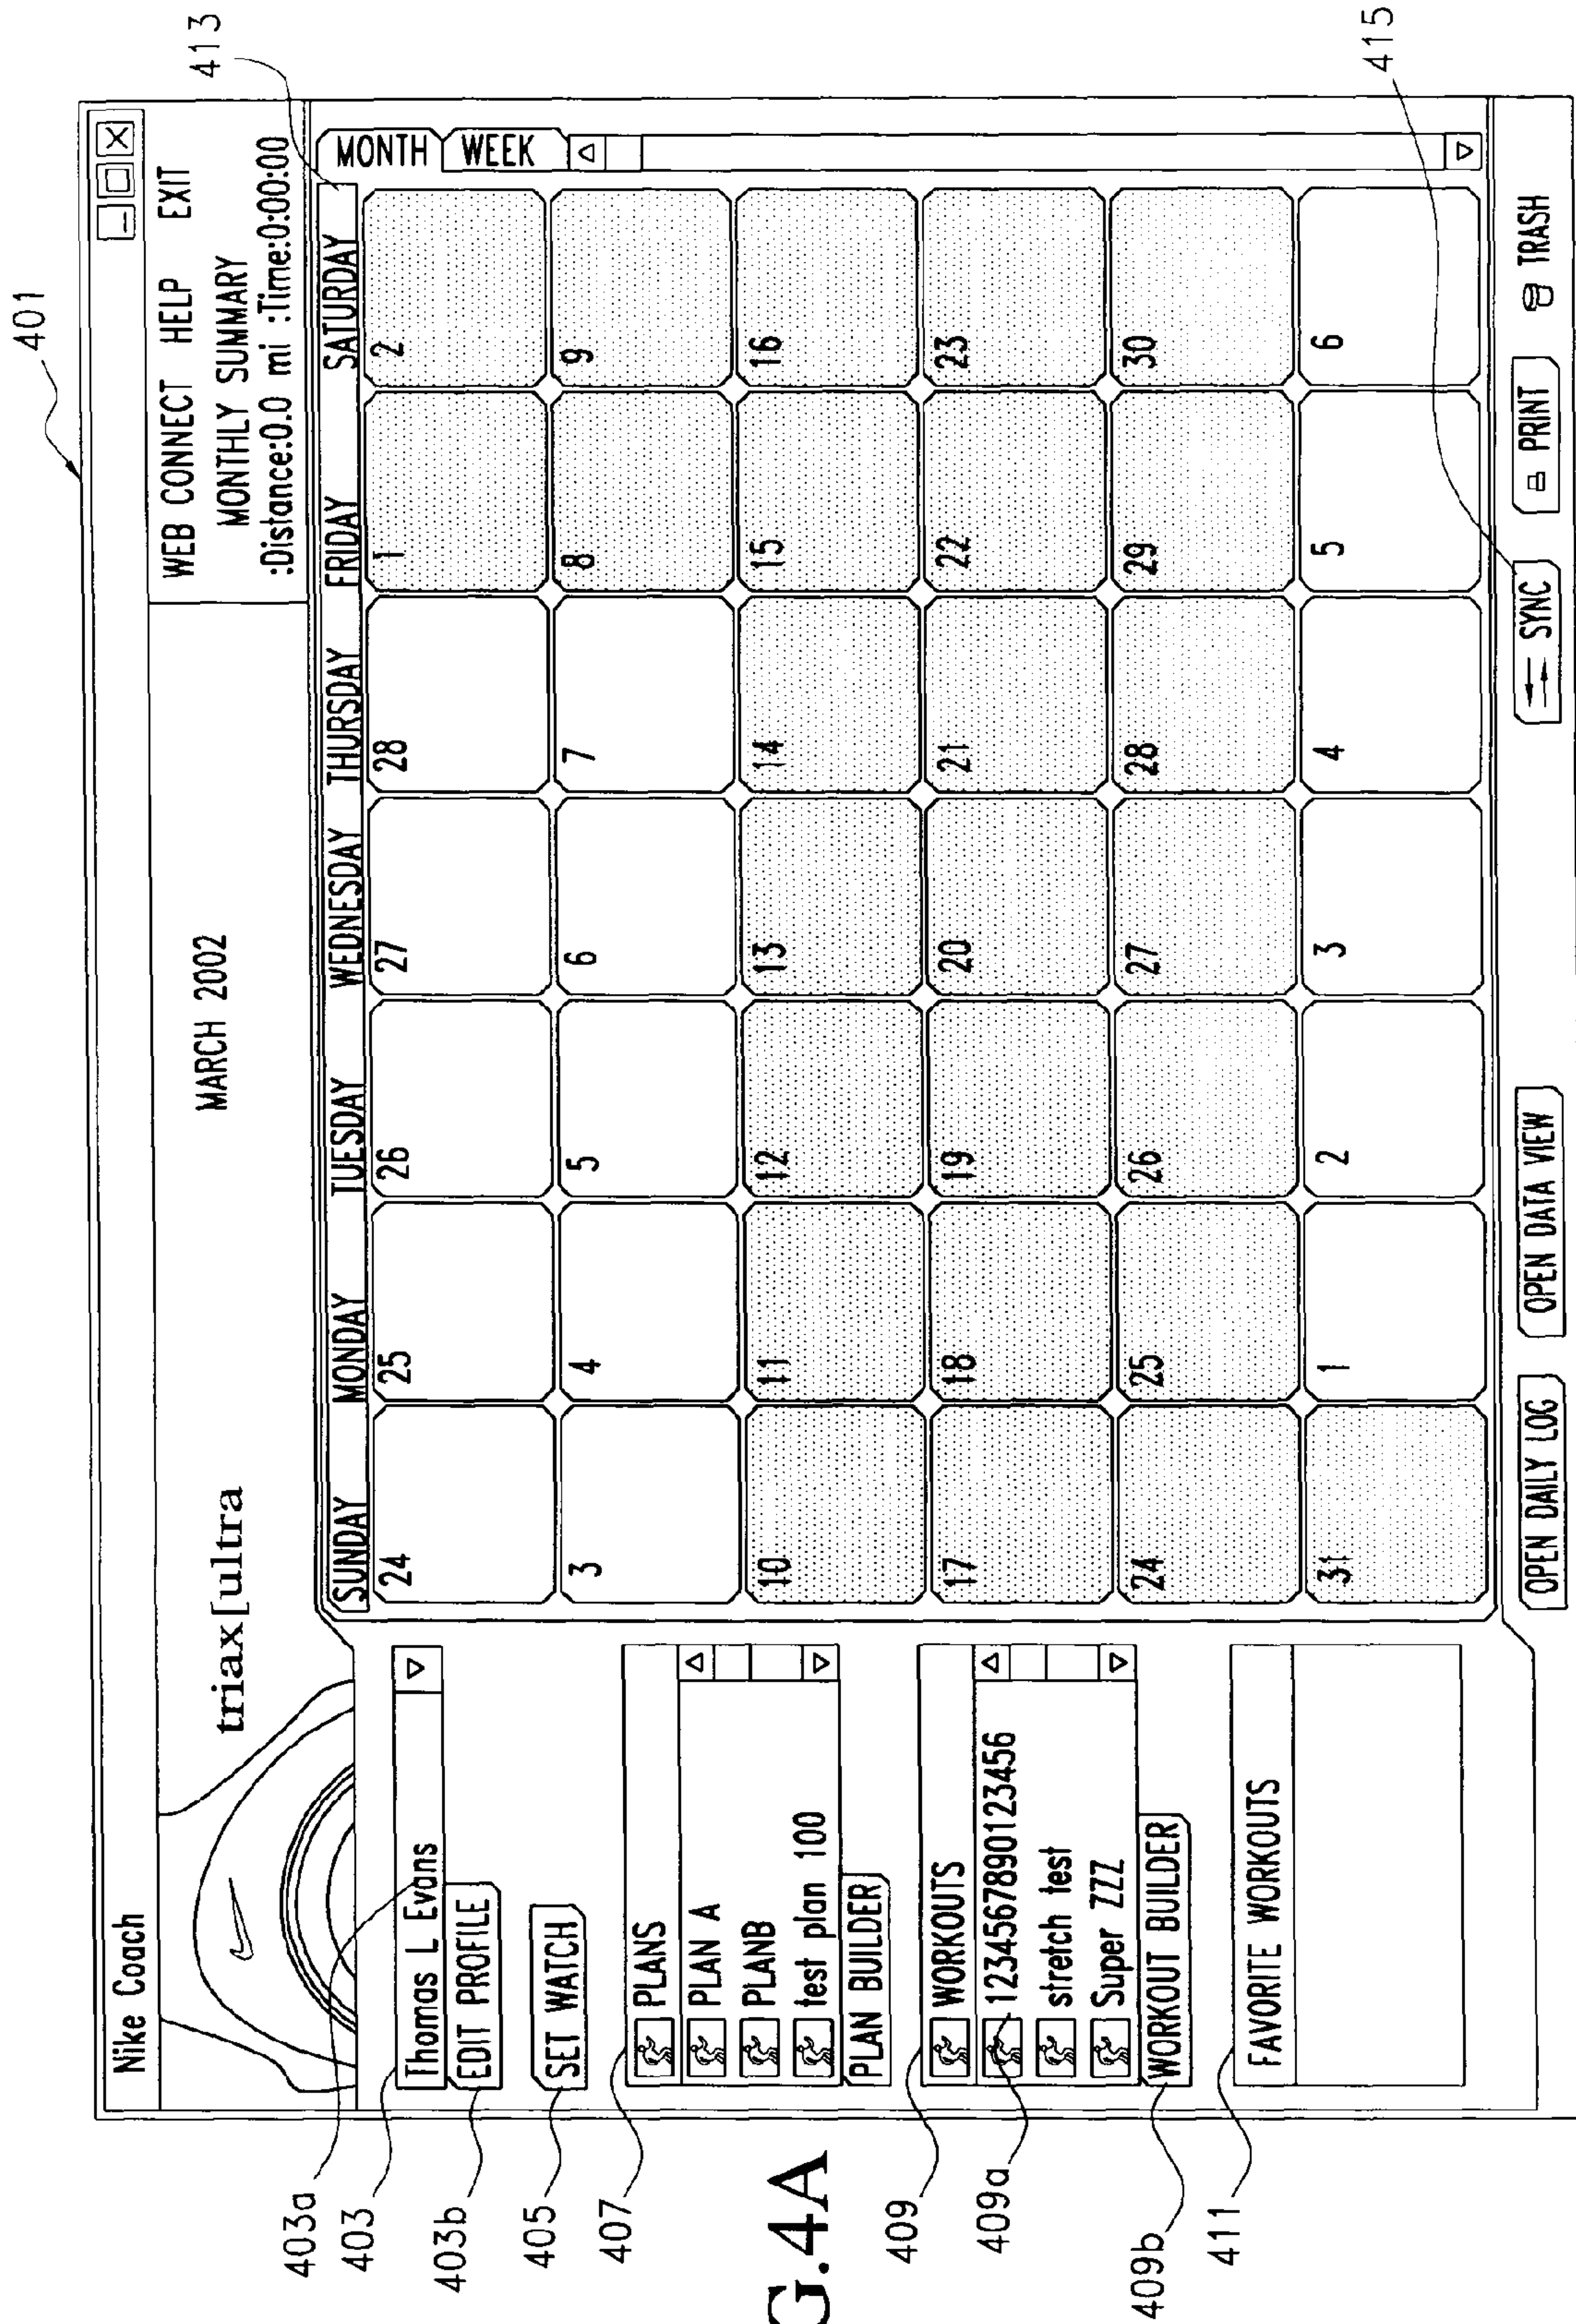 401
Nike Coach
triax[ultra
MARCH 2002
WEB CONNECT HELP EXIT
MONTHLY SUMMARY
:Distance:0.0 mi :Time:0:00:00
413
403a
403
Thomas L Evans
403b
EDIT PROFILE
405
SET WATCH
407
PLANS
PLAN A
PLANB
test plan 100
PLAN BUILDER
409
WORKOUTS
409a
1234567890123456
stretch test
Super ZZZ
409b
WORKOUT BUILDER
411
FAVORITE WORKOUTS
SUNDAY MONDAY TUESDAY WEDNESDAY THURSDAY FRIDAY SATURDAY
24 25 26 27 28 1 2
3 4 5 6 7 8 9
10 11 12 13 14 15 16
17 18 19 20 21 22 23
24 25 26 27 28 29 30
31 1 2 3 4 5 6
MONTH
WEEK
OPEN DAILY LOG OPEN DATA VIEW SYNC PRINT TRASH
415
G.4A